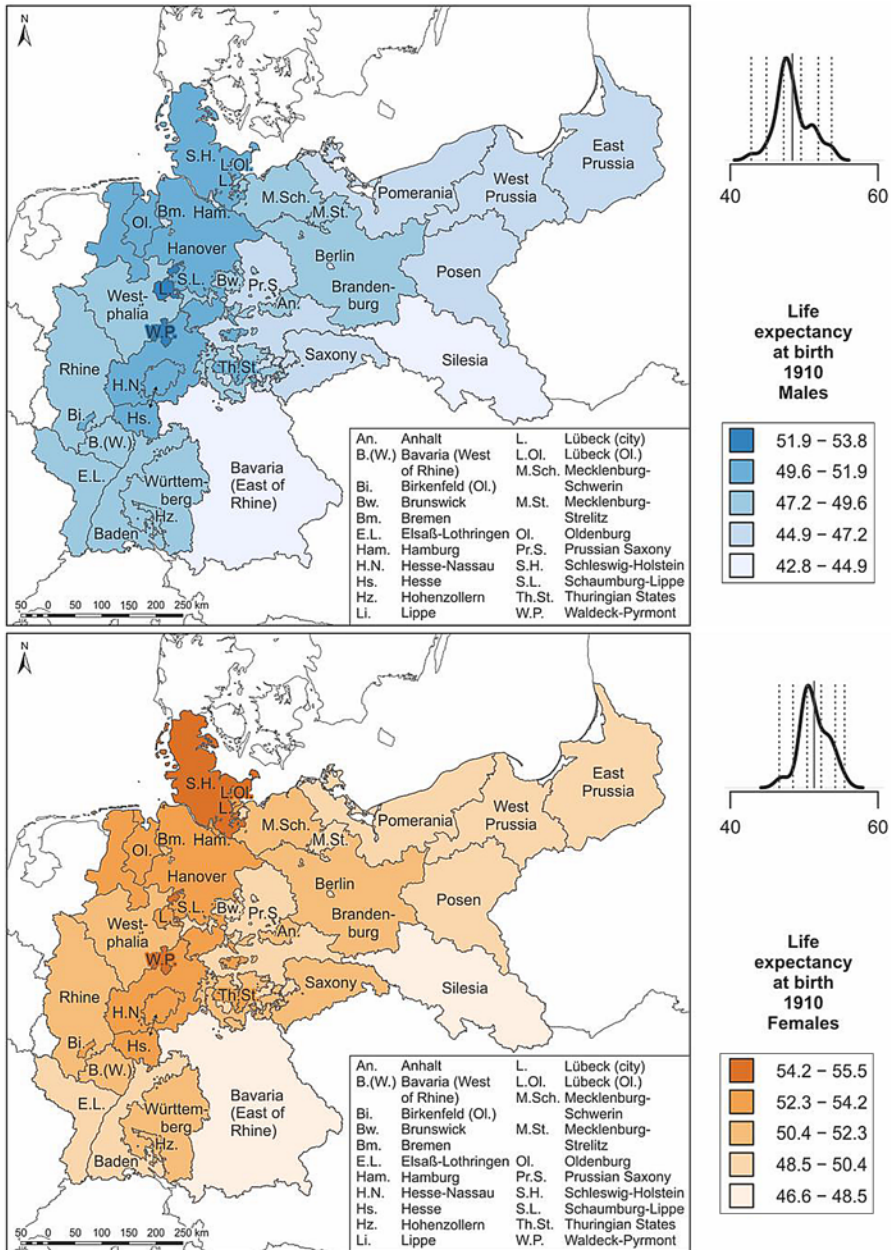 N
S.H.
L.Ol.
L.
East
Prussia
Pomerania
West
Prussia
M.Sch.
M.St.
Bm.
Ham.
Ol.
Hanover
Berlin
Posen
L.
S.L.
Bw.
Pr.S.
Branden-
burg
An.
West-
phalia
W.P.
Saxony
Silesia
Rhine
Th.St.
H.N.
Bi.
Hs.
B.(W.)
E.L.
Württem-
berg
Hz.
Baden
Bavaria
(East of
Rhine)
An. Anhalt L. Lübeck (city)
B.(W.) Bavaria (West L.Ol. Lübeck (Ol.)
of Rhine) M.Sch. Mecklenburg-
Bi. Birkenfeld (Ol.) Schwerin
Bw. Brunswick M.St. Mecklenburg-
Bm. Bremen Strelitz
E.L. Elsaß-Lothringen Ol. Oldenburg
Ham. Hamburg Pr.S. Prussian Saxony
H.N. Hesse-Nassau S.H. Schleswig-Holstein
Hs. Hesse S.L. Schaumburg-Lippe
Hz. Hohenzollern Th.St. Thuringian States
Li. Lippe W.P. Waldeck-Pyrmont
50 0 50 100 150 200 250 km
40
Life
expectancy
at birth
1910
Males
51.9 – 53.8
49.6 – 51.9
47.2 – 49.6
44.9 – 47.2
42.8 – 44.9
N
S.H.
L.Ol.
L.
East
Prussia
Pomerania
West
Prussia
M.Sch.
M.St.
Bm.
Ham.
Ol.
Hanover
Berlin
Posen
L.
S.L.
Bw.
Pr.S.
Branden-
burg
An.
West-
phalia
W.P.
Saxony
Silesia
Rhine
Th.St.
H.N.
Bi.
Hs.
B.(W.)
E.L.
Württem-
berg
Hz.
Baden
Bavaria
(East of
Rhine)
An. Anhalt L. Lübeck (city)
B.(W.) Bavaria (West L.Ol. Lübeck (Ol.)
of Rhine) M.Sch. Mecklenburg-
Bi. Birkenfeld (Ol.) Schwerin
Bw. Brunswick M.St. Mecklenburg-
Bm. Bremen Strelitz
E.L. Elsaß-Lothringen Ol. Oldenburg
Ham. Hamburg Pr.S. Prussian Saxony
H.N. Hesse-Nassau S.H. Schleswig-Holstein
Hs. Hesse S.L. Schaumburg-Lippe
Hz. Hohenzollern Th.St. Thuringian States
Li. Lippe W.P. Waldeck-Pyrmont
50 0 50 100 150 200 250 km
40
Life
expectancy
at birth
1910
Females
54.2 – 55.5
52.3 – 54.2
50.4 – 52.3
48.5 – 50.4
46.6 – 48.5